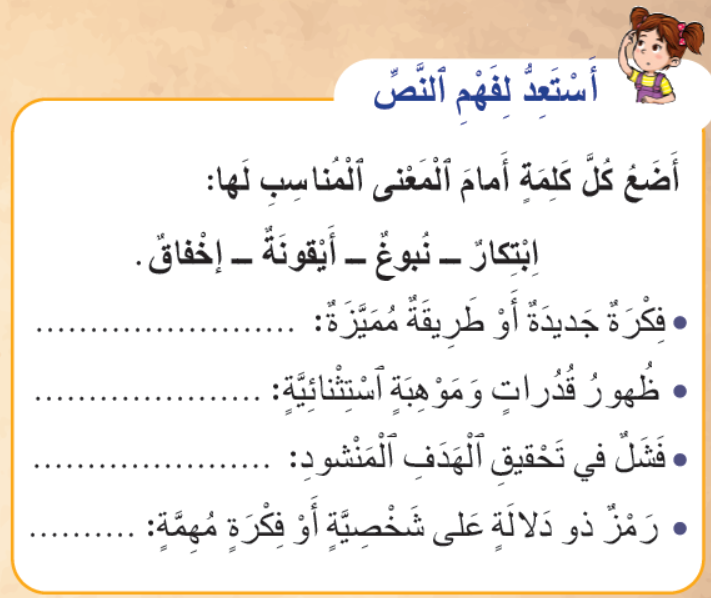 أَسْتَعِدُّ لِفَهْمِ ٱلنَّصِّ
أَضَعُ كُلَّ كَلِمَةٍ أَمامَ ٱلْمَعْنى ٱلْمُناسِبِ لَها:
اِبْتِكارٌ – نُبوغٌ – أَيْقونَةٌ – إِخْفاقٌ.
• فِكْرَةٌ جَديدَةٌ أَوْ طَريقَةٌ مُمَيَّزَةٌ: ........................
• ظُهورُ قُدُراتٍ وَمَوْهِبَةٍ ٱسْتِثْنائِيَّةٍ: .....................
• فَشَلٌ في تَحْقيقِ ٱلْهَدَفِ ٱلْمَنْشودِ: ......................
• رَمْزٌ ذو دَلالَةٍ عَلى شَخْصِيَّةٍ أَوْ فِكْرَةٍ مُهِمَّةٍ: ..........